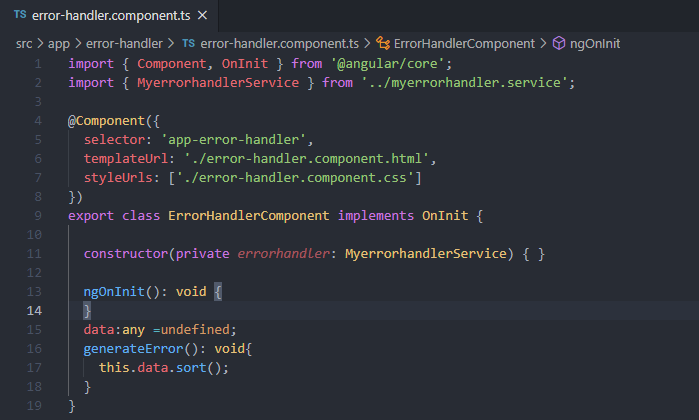 TS error-handler.component.ts ×
src > app > error-handler > TS error-handler.component.ts > ErrorHandlerComponent > ngOnInit
1 import { Component, OnInit } from '@angular/core';
2 import { MyerrorhandlerService } from '../myerrorhandler.service';
3
4 @Component({
5   selector: 'app-error-handler',
6   templateUrl: './error-handler.component.html',
7   styleUrls: ['./error-handler.component.css']
8 })
9 export class ErrorHandlerComponent implements OnInit {
10
11   constructor(private errorhandler: MyerrorhandlerService) { }
12
13   ngOnInit(): void {
14   }
15   data:any =undefined;
16   generateError(): void{
17     this.data.sort();
18   }
19 }